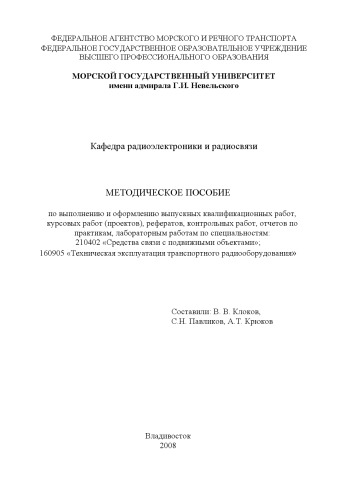 ФЕДЕРАЛЬНОЕ АГЕНТСТВО МОРСКОГО И РЕЧНОГО ТРАНСПОРТА
ФЕДЕРАЛЬНОЕ ГОСУДАРСТВЕННОЕ ОБРАЗОВАТЕЛЬНОЕ УЧРЕЖДЕНИЕ
ВЫСШЕГО ПРОФЕСИОНАЛЬНОГО ОБРАЗОВАНИЯ
МОРСКОЙ ГОСУДАРСТВЕННЫЙ УНИВЕРСИТЕТ
имени адмирала Г.И. Невельского
Кафедра радиоэлектроники и радиосвязи
МЕТОДИЧЕСКОЕ ПОСОБИЕ
по выполнению и оформлению выпускных квалификационных работ,
курсовых работ (проектов), рефератов, контрольных работ, отчетов по
практикам, лабораторным работам по специальностям
210402 «Средства связи с подвижными объектами»;
160905 «Техническая эксплуатация транспортного радиооборудования»
Составили: В. В. Клоков,
С.Н. Павликов, А.Т. Крюков
Владивосток
2008